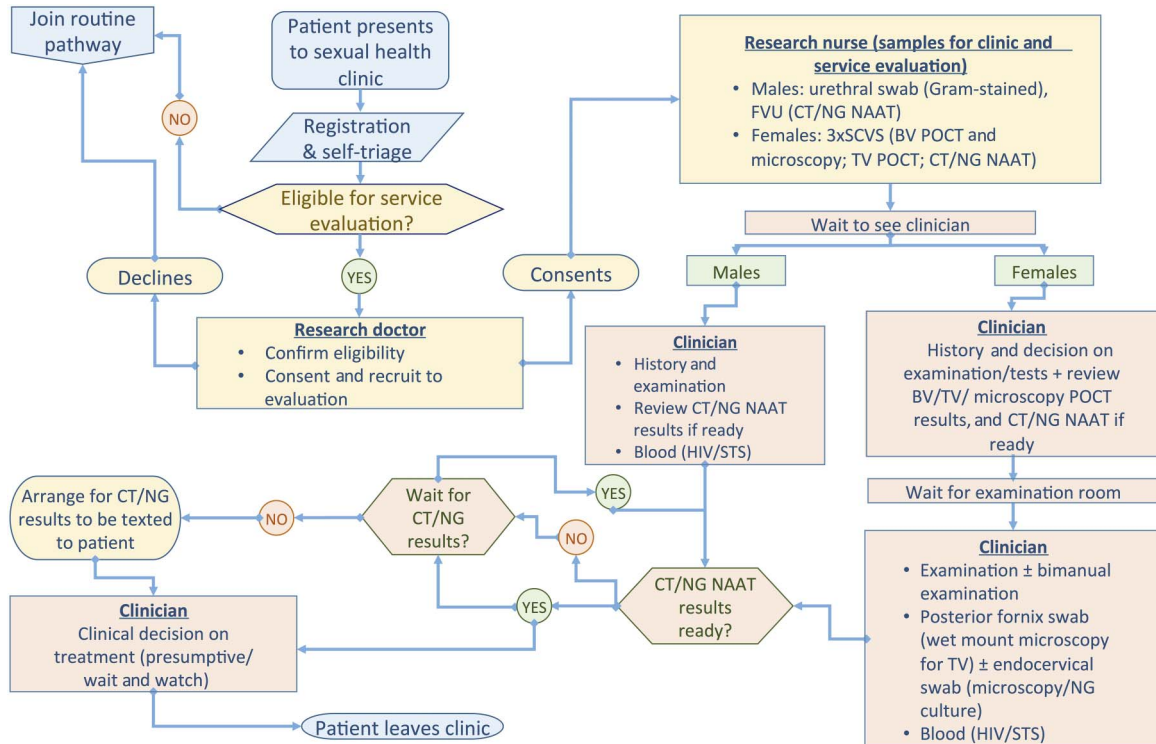 Join routine
pathway
NO
Patient presents
to sexual health
clinic
Registration
& self-triage
Eligible for service
evaluation?
YES
Declines
Consents
Research doctor
• Confirm eligibility
• Consent and recruit to
evaluation
Research nurse (samples for clinic and
service evaluation)
• Males: urethral swab (Gram-stained),
FVU (CT/NG NAAT)
• Females: 3xSCVS (BV POCT and
microscopy; TV POCT; CT/NG NAAT)
Wait to see clinician
Males
Females
Clinician
• History and
examination
• Review CT/NG NAAT
results if ready
• Blood (HIV/STS)
Clinician
History and decision on
examination/tests + review
BV/TV/ microscopy POCT
results, and CT/NG NAAT if
ready
Wait for examination room
Clinician
• Examination ± bimanual
examination
• Posterior fornix swab
(wet mount microscopy
for TV) ± endocervical
swab (microscopy/NG
culture)
• Blood (HIV/STS)
CT/NG NAAT
results
ready?
YES
NO
YES
Wait for
CT/NG
results?
NO
Arrange for CT/NG
results to be texted
to patient
Clinician
Clinical decision on
treatment (presumptive/
wait and watch)
Patient leaves clinic